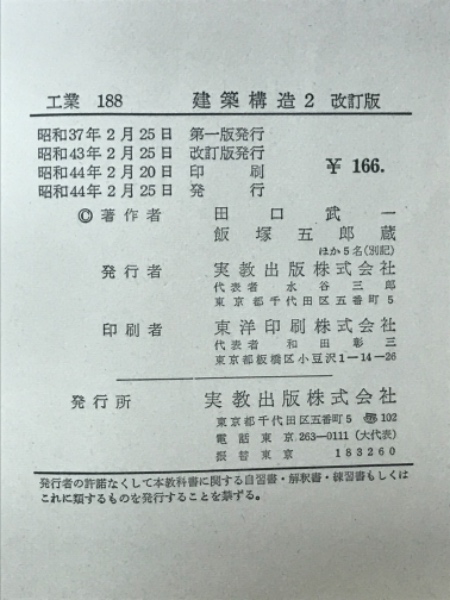 工業 188 建築構造2 改訂版
昭和37年2月25日 第一版発行
昭和43年2月25日 改訂版発行
昭和44年2月20日 印刷 ¥ 166.
昭和44年2月25日 発行
©著作者 田口武一
飯塚五郎蔵
ほか5名(別記)
発行者 実教出版株式会社
代表者 水谷三郎
東京都千代田区五番町5
印刷者 東洋印刷株式会社
代表者 和田彰三
東京都板橋区小豆沢1-14-26
発行所 実教出版株式会社
東京都千代田区五番町5 102
電話東京263-0111(大代表)
振替東京 183260
発行者の許諾なくして本教科書に関する自習書・解釈書・練習書もしくは
これに類するものを発行することを禁ずる。